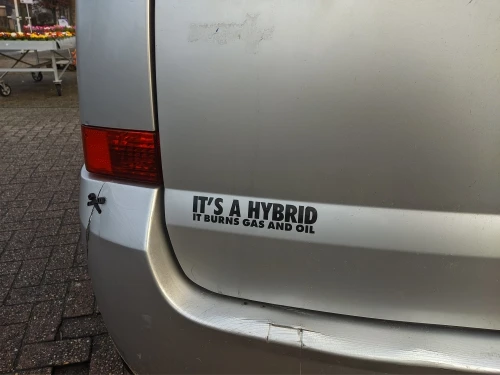 IT'S A HYBRID
IT BURNS GAS AND OIL